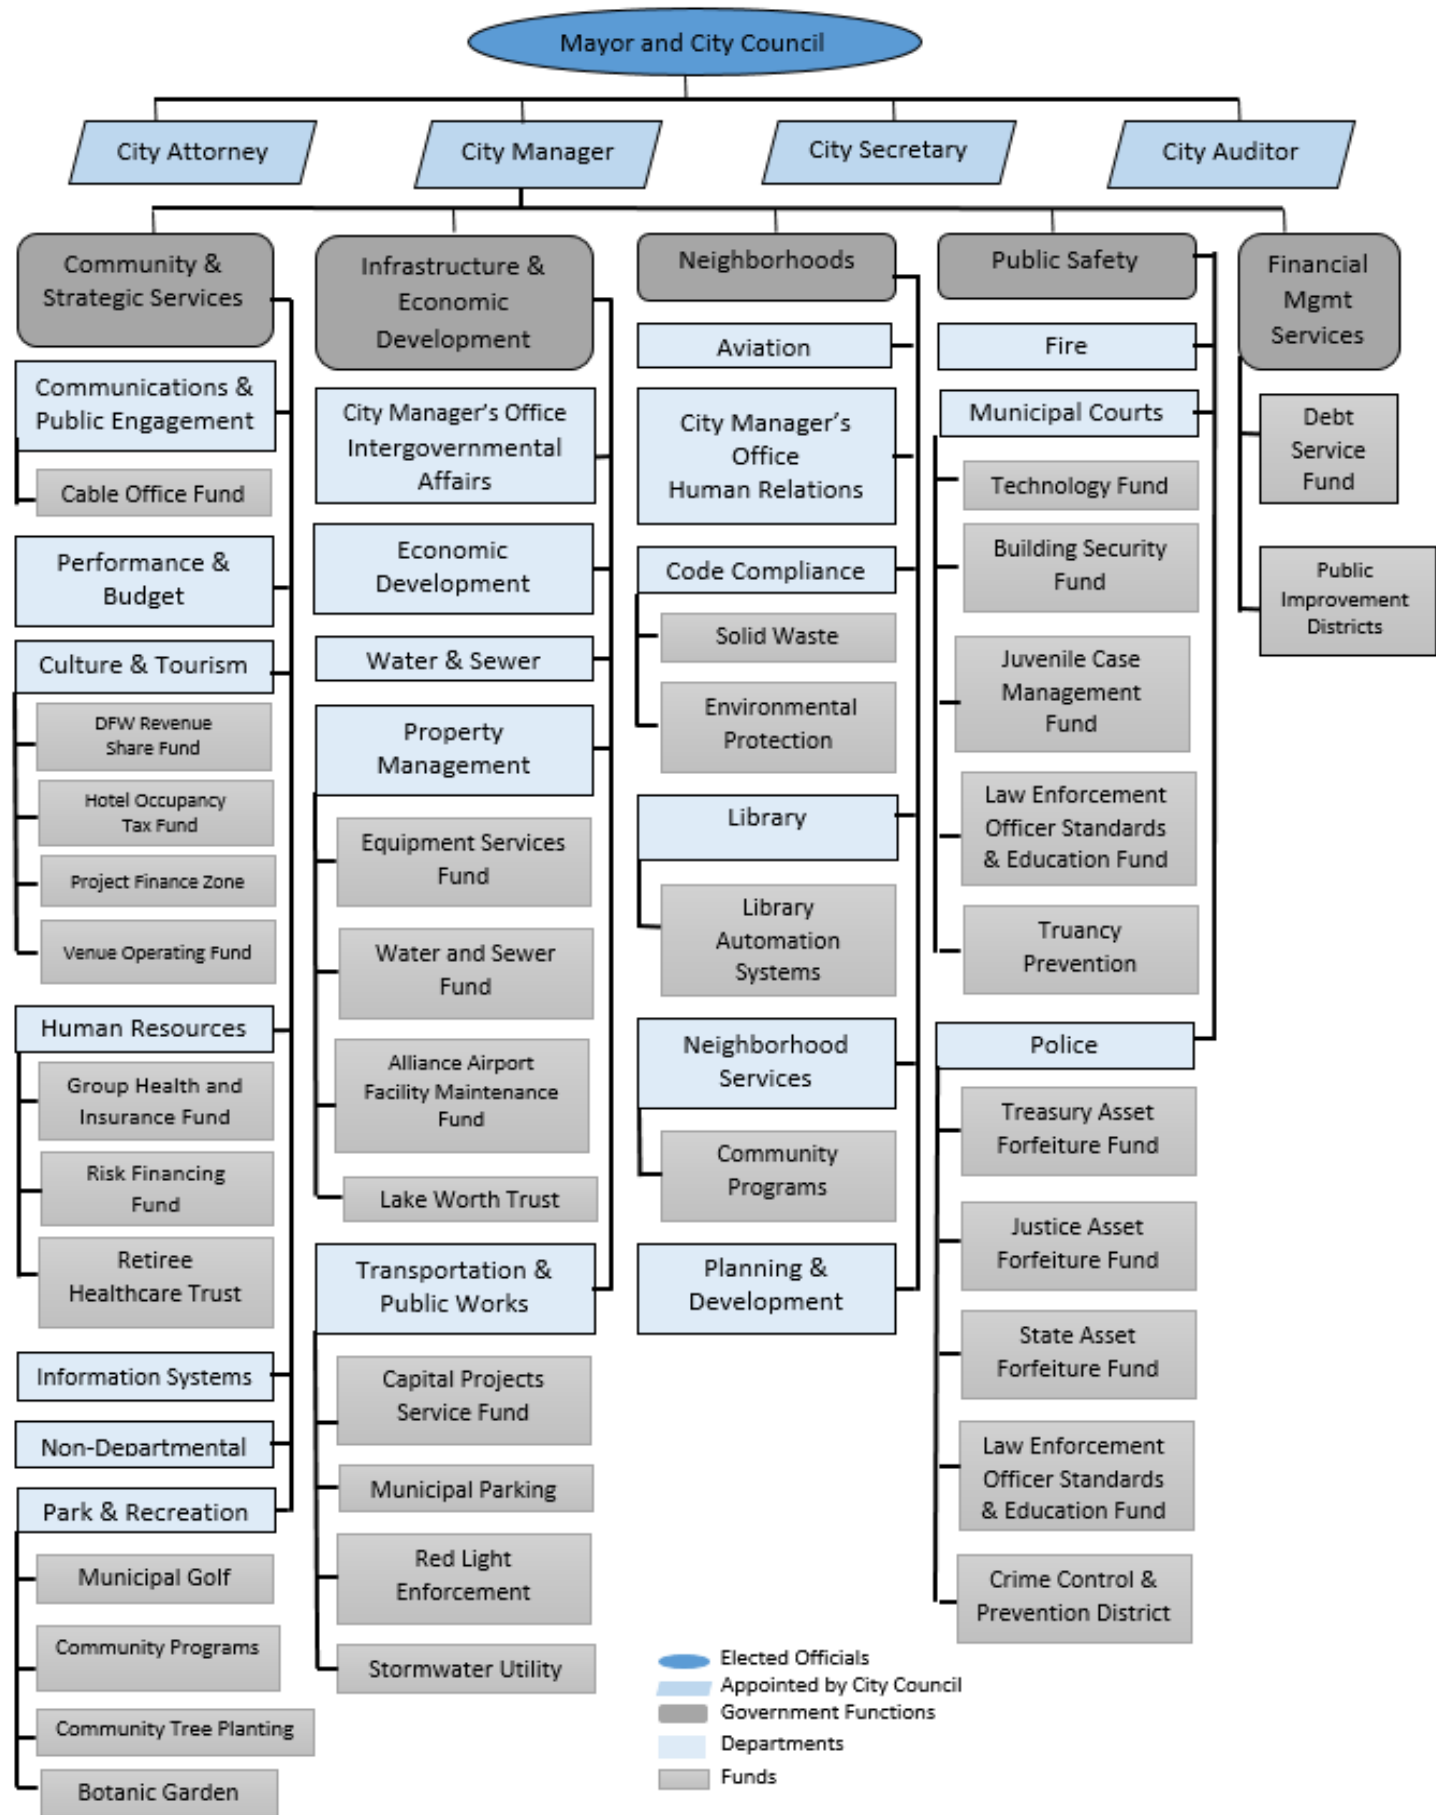 Mayor and City Council
City Attorney
City Manager
City Secretary
City Auditor
Community &
Strategic Services
Communications &
Public Engagement
Cable Office Fund
Performance &
Budget
Culture & Tourism
DFW Revenue
Share Fund
Hotel Occupancy
Tax Fund
Project Finance Zone
Venue Operating Fund
Human Resources
Group Health and
Insurance Fund
Risk Financing
Fund
Retiree
Healthcare Trust
Information Systems
Non-Departmental
Park & Recreation
Municipal Golf
Community Programs
Community Tree Planting
Botanic Garden
Infrastructure &
Economic
Development
City Manager's Office
Intergovernmental
Affairs
Economic
Development
Water & Sewer
Property
Management
Equipment Services
Fund
Water and Sewer
Fund
Alliance Airport
Facility Maintenance
Fund
Lake Worth Trust
Transportation &
Public Works
Capital Projects
Service Fund
Municipal Parking
Red Light
Enforcement
Stormwater Utility
Neighborhoods
Aviation
City Manager's
Office
Human Relations
Code Compliance
Solid Waste
Environmental
Protection
Library
Library
Automation
Systems
Neighborhood
Services
Community
Programs
Planning &
Development
Public Safety
Fire
Municipal Courts
Technology Fund
Building Security
Fund
Juvenile Case
Management
Fund
Law Enforcement
Officer Standards
& Education Fund
Truancy
Prevention
Police
Treasury Asset
Forfeiture Fund
Justice Asset
Forfeiture Fund
State Asset
Forfeiture Fund
Law Enforcement
Officer Standards
& Education Fund
Crime Control &
Prevention District
Financial
Mgmt
Services
Debt
Service
Fund
Public
Improvement
Districts
Elected Officials
Appointed by City Council
Government Functions
Departments
Funds